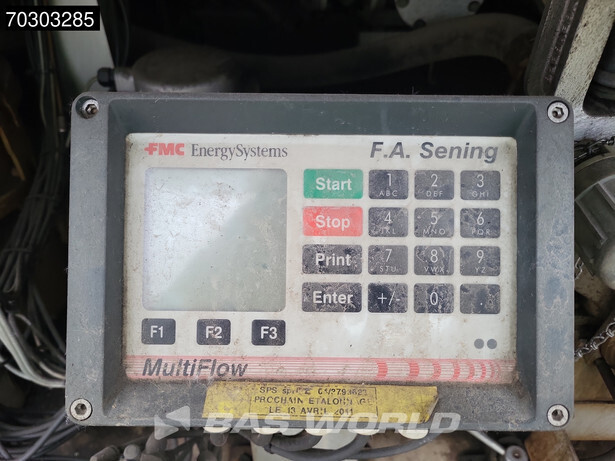 70303285
FMC EnergySystems
F.A. Sening
Start
1 2 3
ABC DEF GHI
Stop
4 5 6
JKL MNO PQR
Print
7 8 9
STU VWX YZ
Enter
+/- 0 .
F1 F2 F3
MultiFlow
PROCHAIN ETALONNAGE
LE 13 AVRIL 2011
BAS WORLD